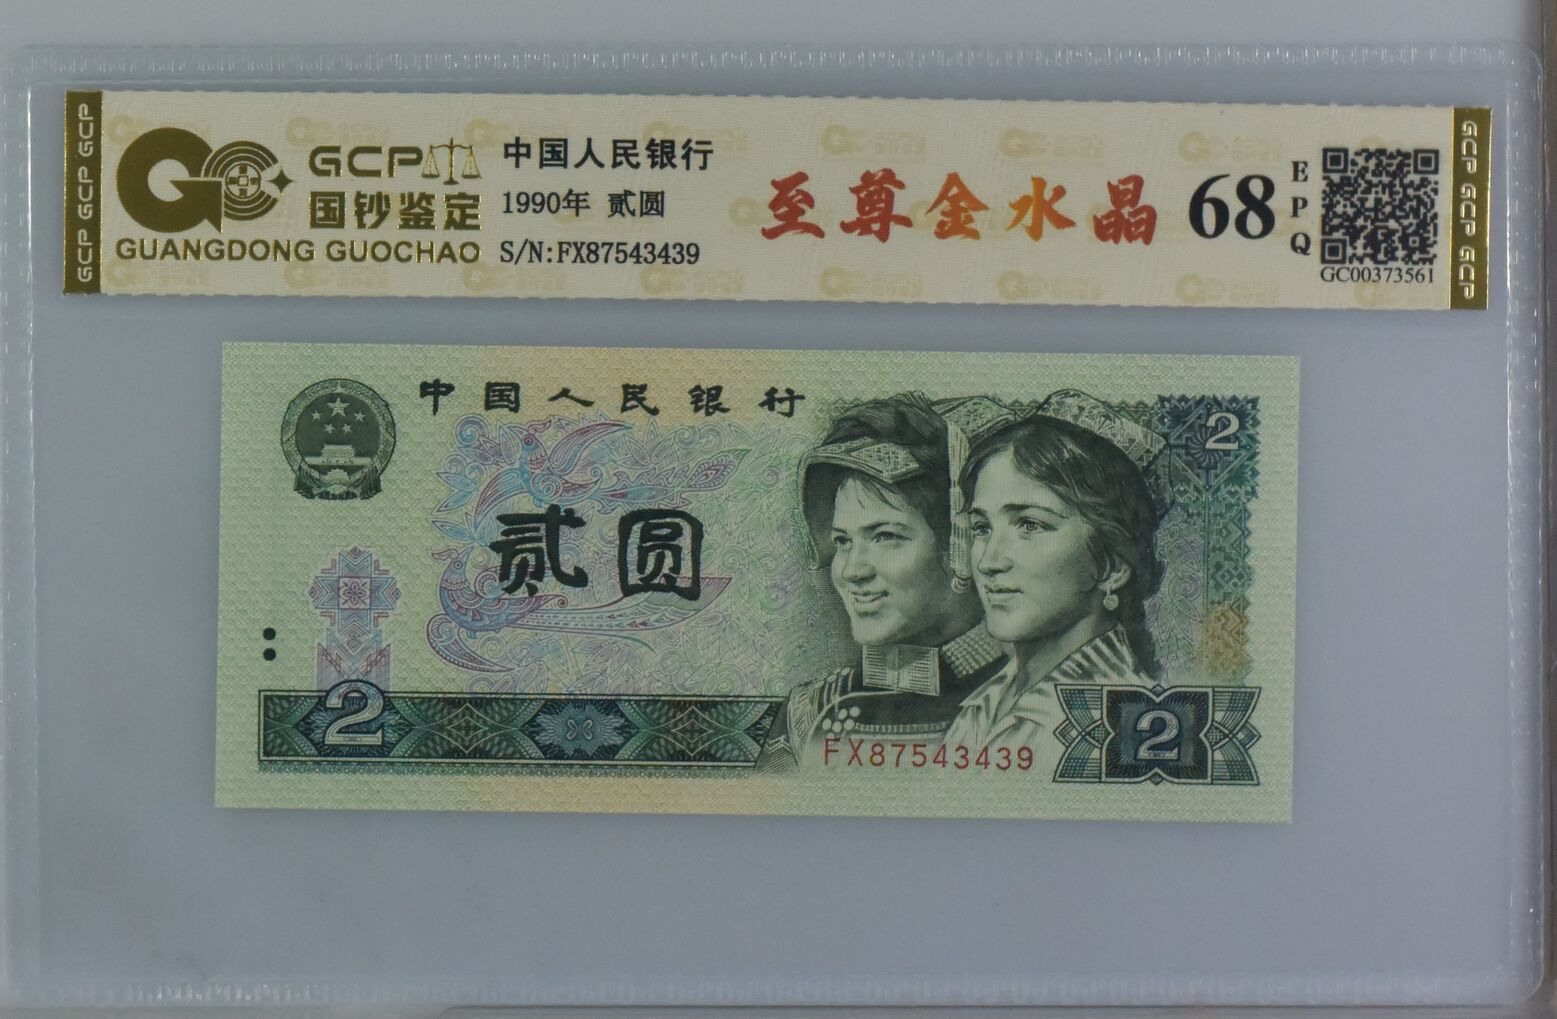 GCP GCP GCP
GCP
国钞鉴定
GUANGDONG GUOCHAO
中国人民银行
1990年 贰圆
S/N:FX87543439
至尊金水晶
68
EPQ
GC00373561
GCP GCP GCP
中国人民银行
2
贰圆
2
2
FX87543439